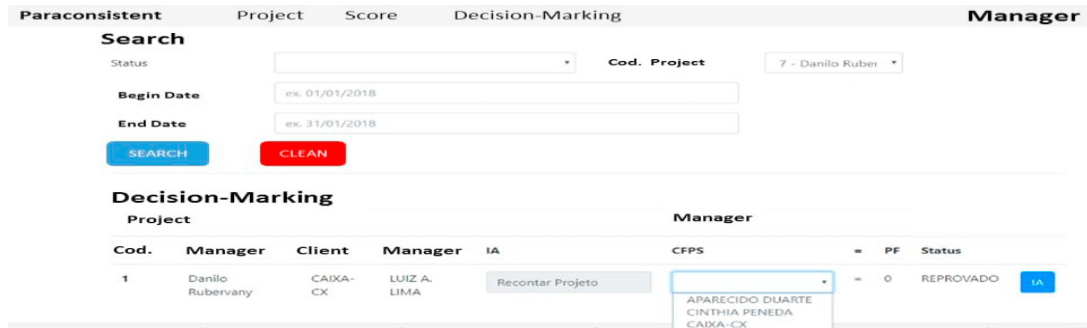 Paraconsistent Project Score Decision-Marking Manager
Search
Status Cod. Project 7 - Danilo Ruber
Begin Date ex. 01/01/2018
End Date ex. 31/01/2018
SEARCH CLEAN
Decision-Marking
Project Manager
Cod. Manager Client Manager IA CFPS = PF Status
1 Danilo Rubervany CAIXA-CX LUIZ A. LIMA Recontar Projeto = 0 REPROVADO IA
APARECIDO DUARTE
CINTHIA PENEDA
CAIXA-CX